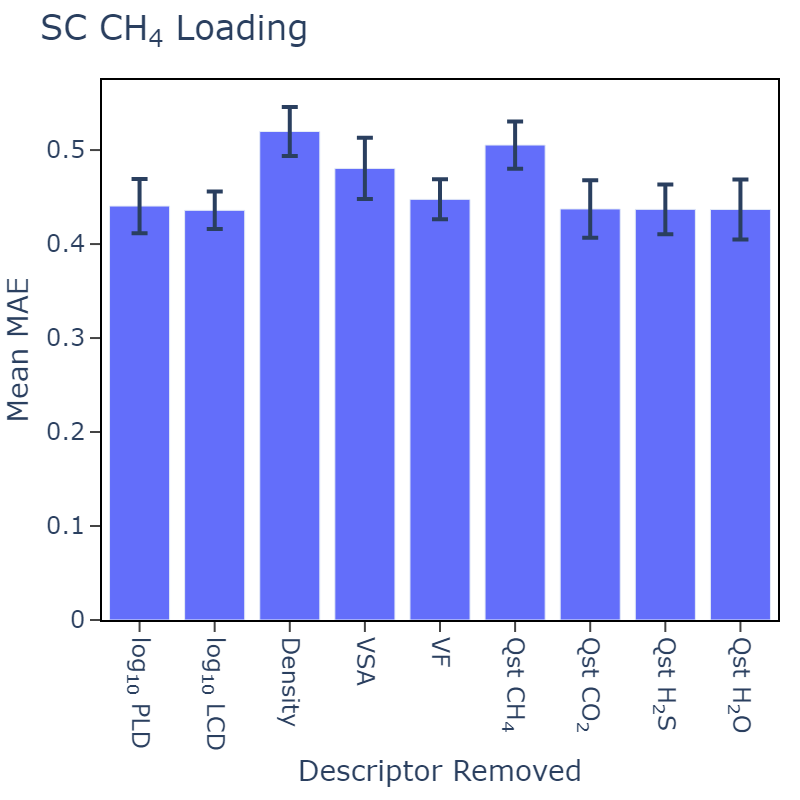 SC CH₄ Loading
Mean MAE
0.5
0.4
0.3
0.2
0.1
0
log₁₀ PLD
log₁₀ LCD
Density
VSA
VF
Qst CH₄
Qst CO₂
Qst H₂S
Qst H₂O
Descriptor Removed